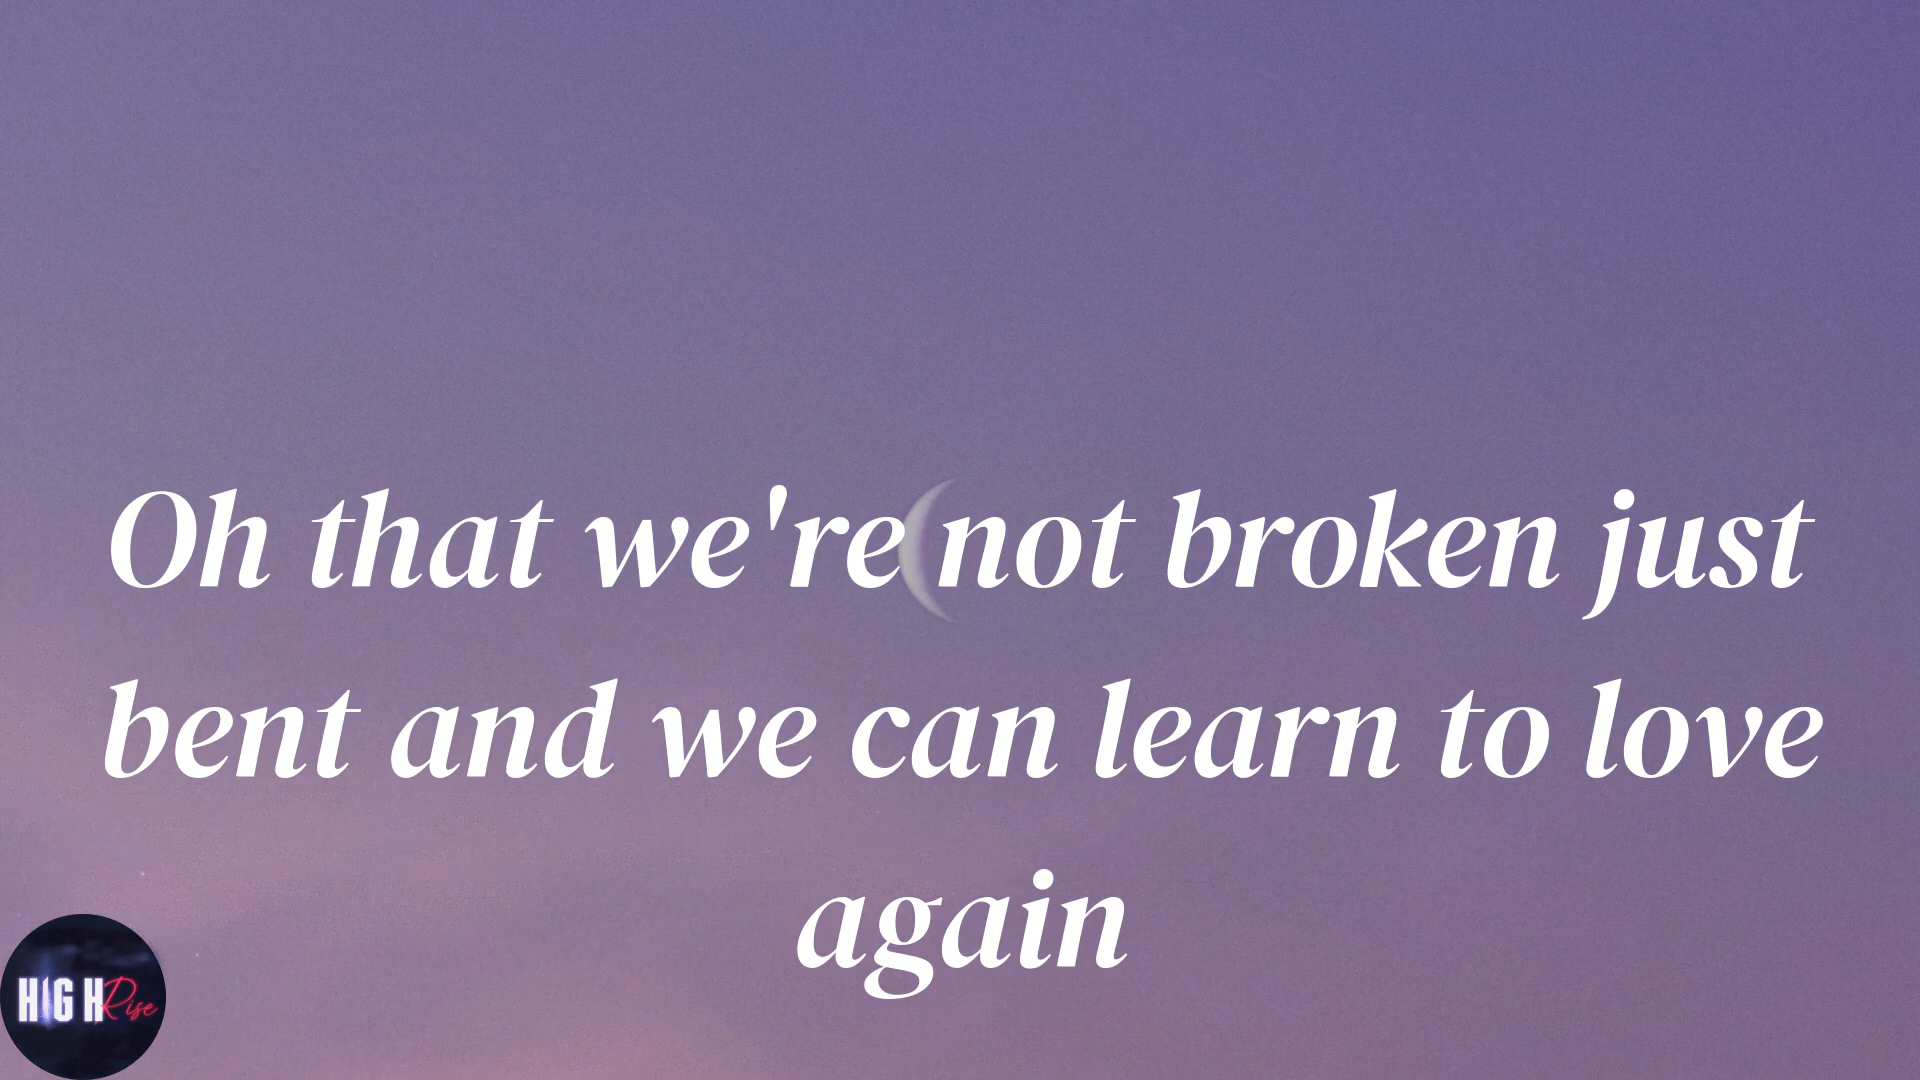 Oh that we're not broken just
bent and we can learn to love
again
HIGH Rise